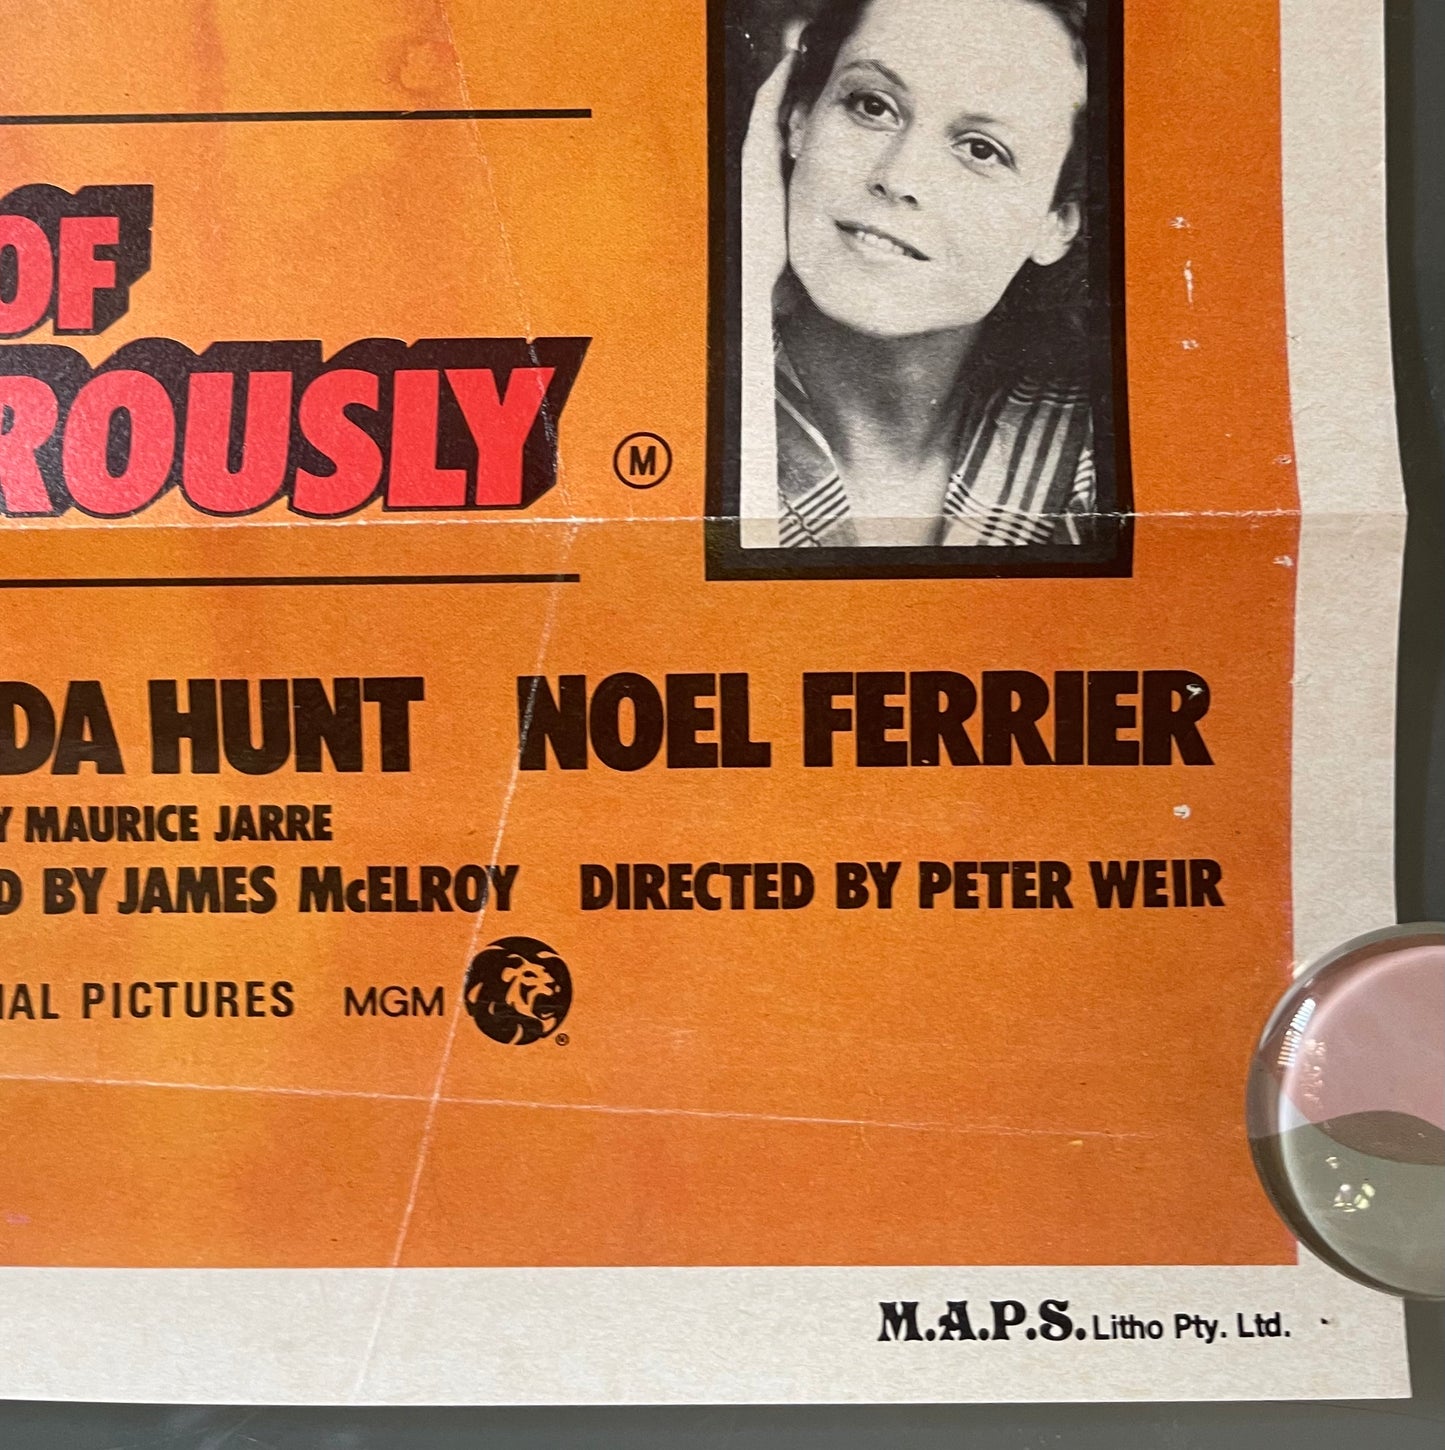 OF
ROUSLY M
DA HUNT NOEL FERRIER
Y MAURICE JARRE
D BY JAMES McELROY DIRECTED BY PETER WEIR
IAL PICTURES MGM ®
M.A.P.S. Litho Pty. Ltd.